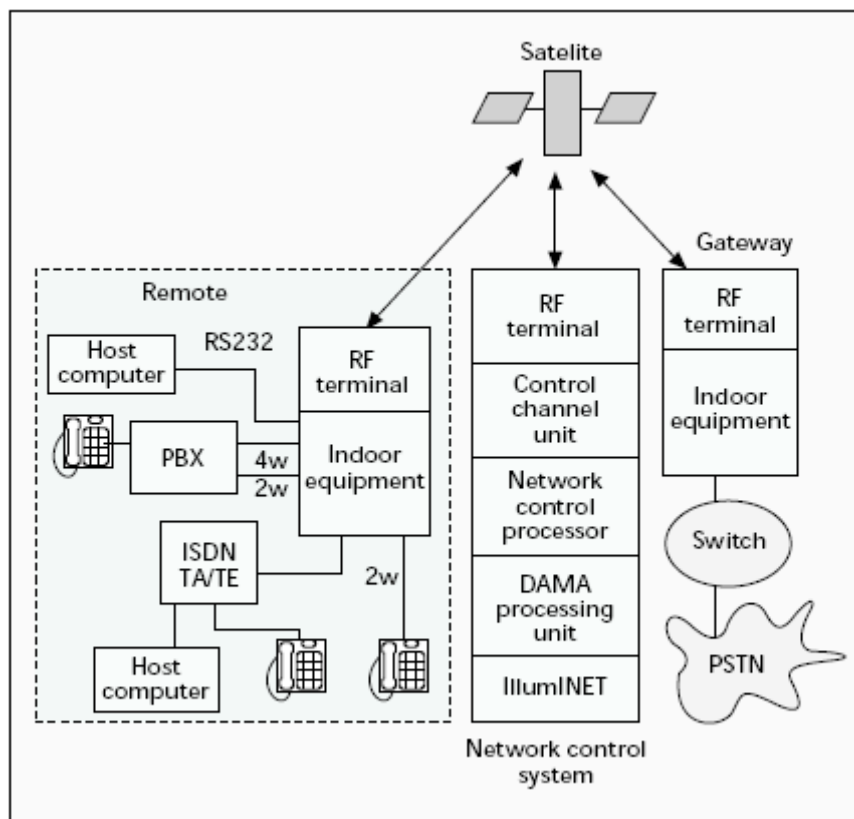 Satelite
Gateway
Remote
RS232
Host
computer
RF
terminal
PBX
4w
2w
Indoor
equipment
ISDN
TA/TE
2w
Host
computer
RF
terminal
Control
channel
unit
Network
control
processor
DAMA
processing
unit
IllumINET
Network control
system
RF
terminal
Indoor
equipment
Switch
PSTN